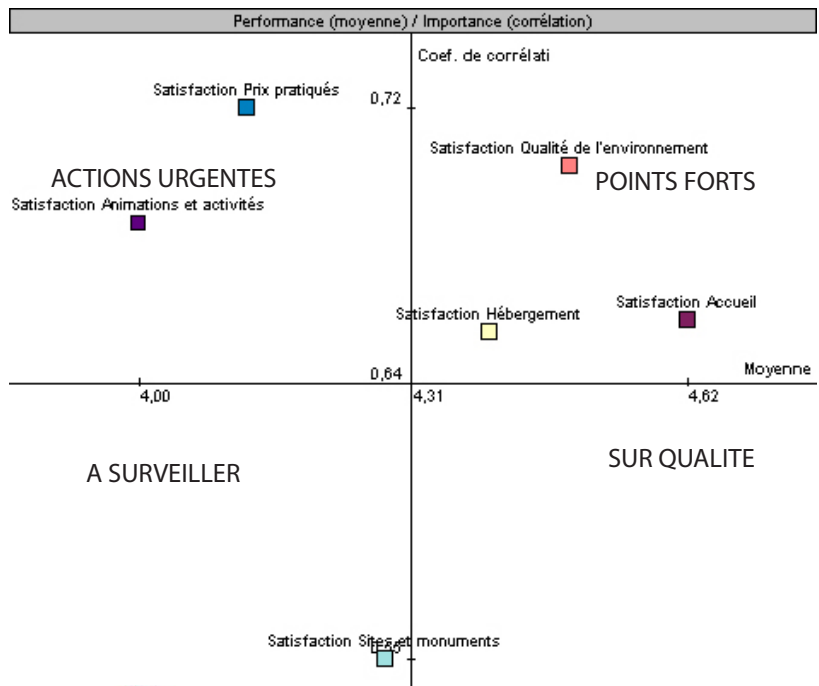 Performance (moyenne) / Importance (corrélation)
Coef. de corrélati
Satisfaction Prix pratiqués
0,72
Satisfaction Qualité de l'environnement
ACTIONS URGENTES
POINTS FORTS
Satisfaction Animations et activités
Satisfaction Accueil
Satisfaction Hébergement
0,64
Moyenne
4,00
4,31
4,62
SUR QUALITE
A SURVEILLER
Satisfaction Sites et monuments